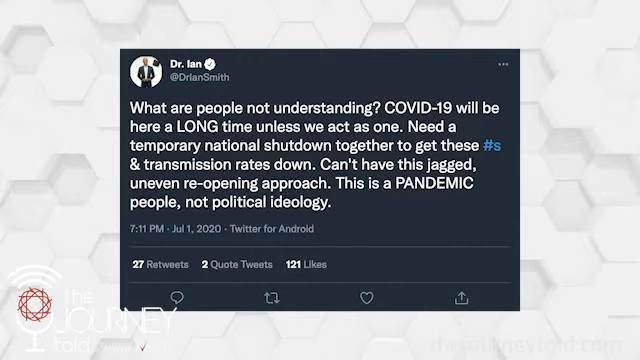 Dr. Ian
@DrIanSmith
What are people not understanding? COVID-19 will be
here a LONG time unless we act as one. Need a
temporary national shutdown together to get these #s
& transmission rates down. Can't have this jagged,
uneven re-opening approach. This is a PANDEMIC
people, not political ideology.
7:11 PM · Jul 1, 2020 · Twitter for Android
27 Retweets 2 Quote Tweets 121 Likes
the
JOURNEY
told